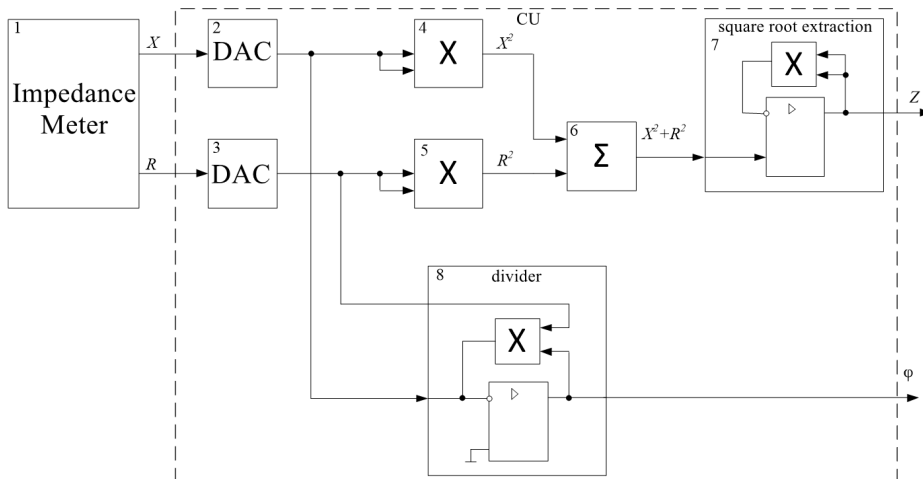 CU
1
Impedance
Meter
X
R
2
DAC
3
DAC
4
X
X²
5
X
R²
6
Σ
X²+R²
square root extraction
7
X
Z
8
divider
X
φ